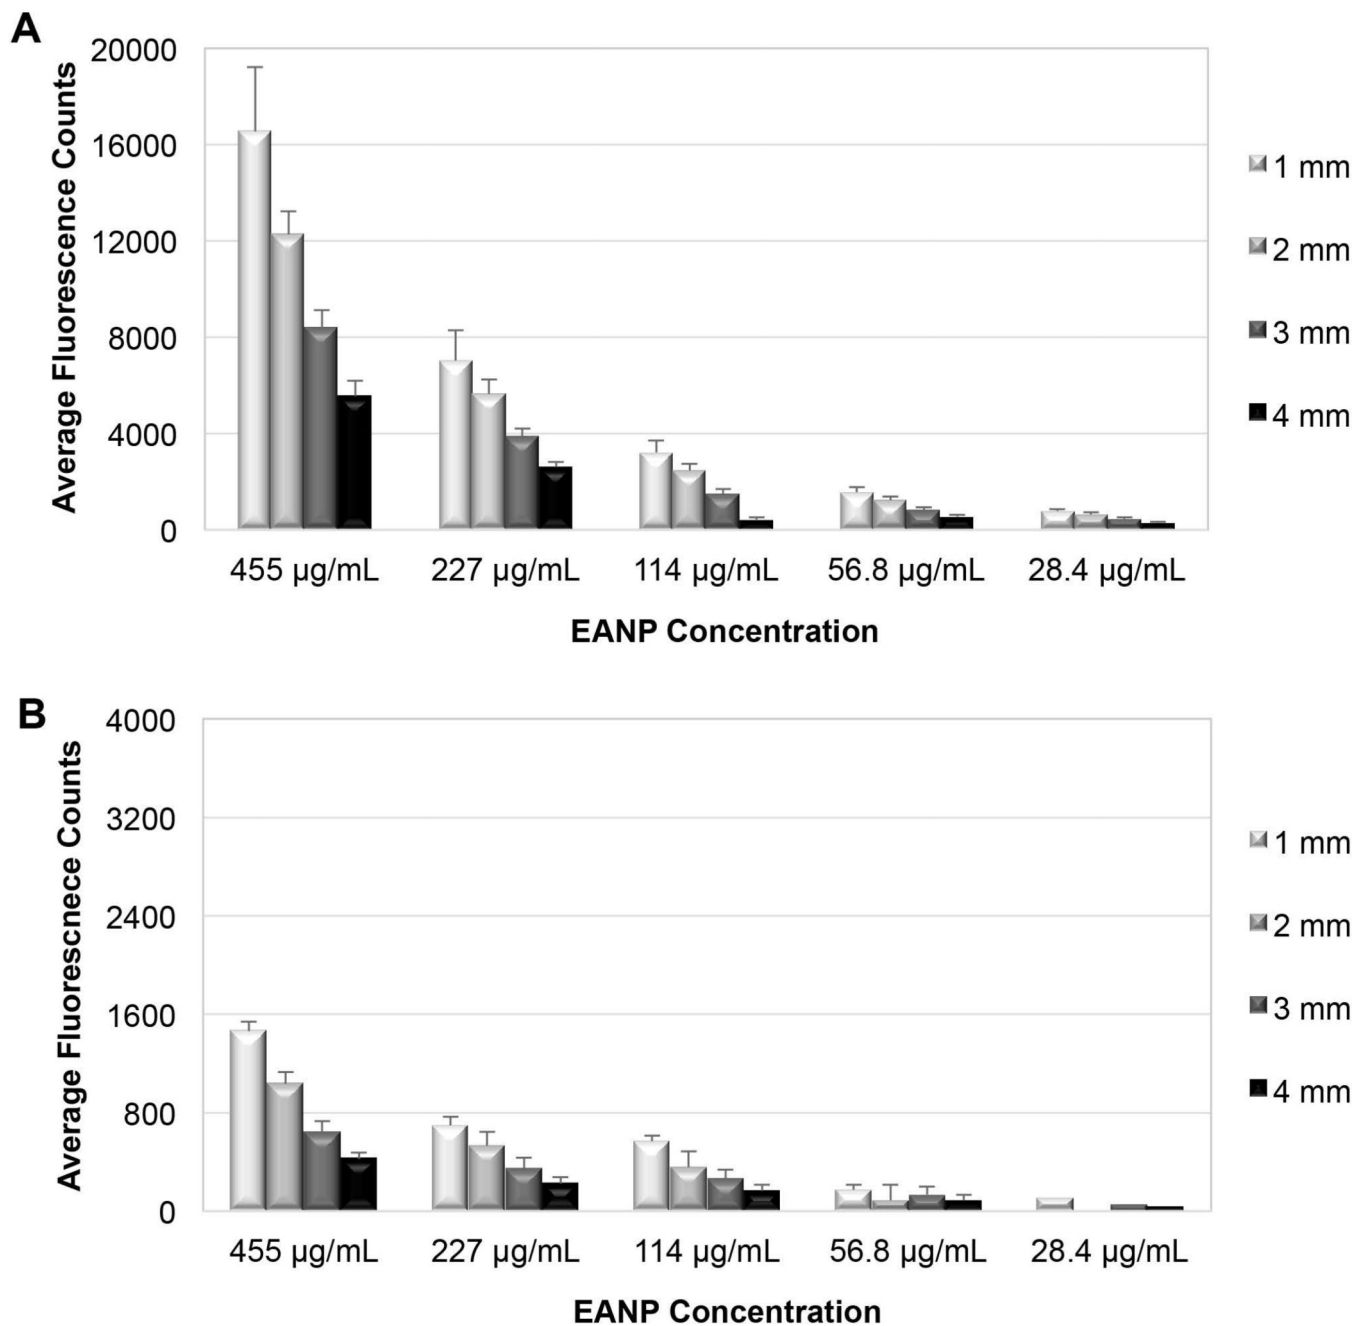 A
Average Fluorescence Counts
20000
16000
12000
8000
4000
0
455 µg/mL
227 µg/mL
114 µg/mL
56.8 µg/mL
28.4 µg/mL
EANP Concentration
1 mm
2 mm
3 mm
4 mm
B
Average Fluorescnece Counts
4000
3200
2400
1600
800
0
455 µg/mL
227 µg/mL
114 µg/mL
56.8 µg/mL
28.4 µg/mL
EANP Concentration
1 mm
2 mm
3 mm
4 mm